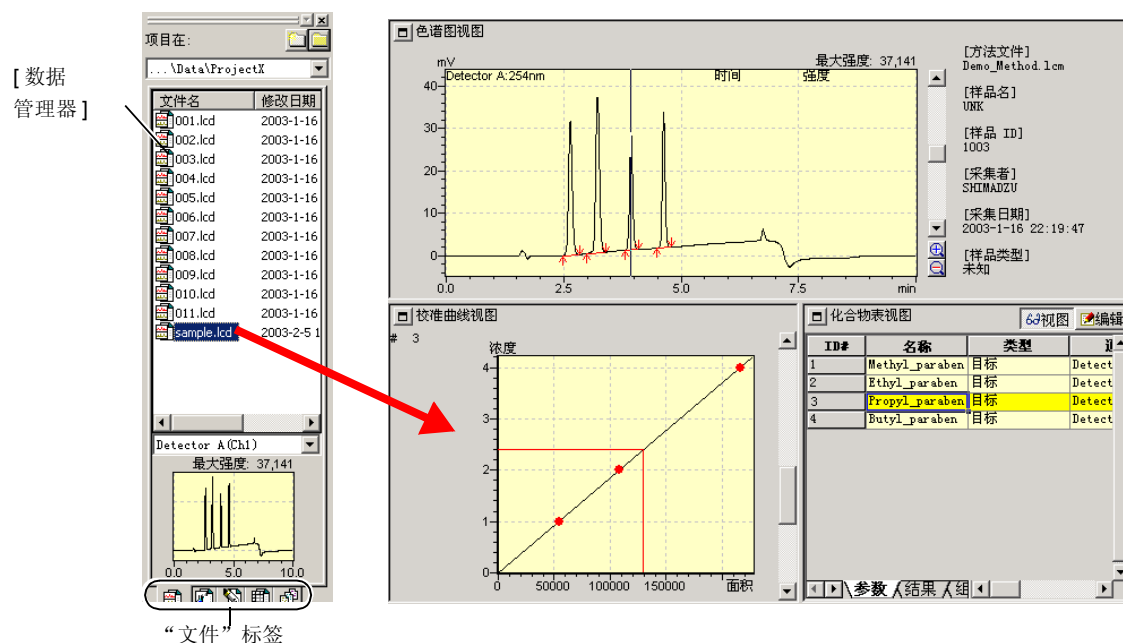 [ 数据
管理器 ]
项目在:
...\Data\ProjectX
文件名 修改日期
001.lcd 2003-1-16
002.lcd 2003-1-16
003.lcd 2003-1-16
004.lcd 2003-1-16
005.lcd 2003-1-16
006.lcd 2003-1-16
007.lcd 2003-1-16
008.lcd 2003-1-16
009.lcd 2003-1-16
010.lcd 2003-1-16
011.lcd 2003-1-16
sample.lcd 2003-2-5 1
Detector A(Ch1)
最大强度: 37,141
0.0 5.0 10.0
“文件”标签
色谱图视图
mV 最大强度: 37,141
Detector A:254nm 时间 强度
40
30
20
10
0
0.0 2.5 5.0 7.5 min
[方法文件]
Demo_Method.lcm
[样品名]
UNK
[样品 ID]
1003
[采集者]
SHIMADZU
[采集日期]
2003-1-16 22:19:47
[样品类型]
未知
校准曲线视图
# 3
浓度
4
3
2
1
0
0 50000 100000 150000 面积
化合物表视图 视图 编辑
ID# 名称 类型
1 Methyl_paraben 目标 Detect
2 Ethyl_paraben 目标 Detect
3 Propyl_paraben 目标 Detect
4 Butyl_paraben 目标 Detect
参数 结果 组